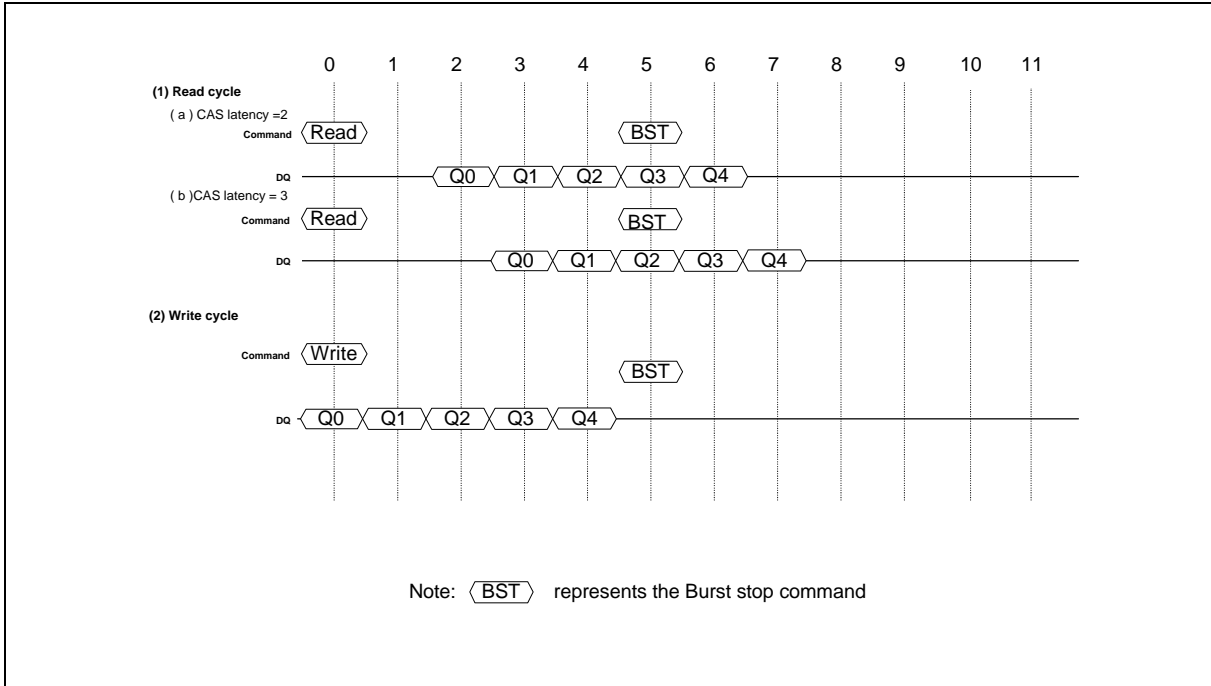 0 1 2 3 4 5 6 7 8 9 10 11
(1) Read cycle
( a ) CAS latency =2
Command Read BST
DQ Q0 Q1 Q2 Q3 Q4
( b )CAS latency = 3
Command Read BST
DQ Q0 Q1 Q2 Q3 Q4
(2) Write cycle
Command Write BST
DQ Q0 Q1 Q2 Q3 Q4
Note: BST represents the Burst stop command